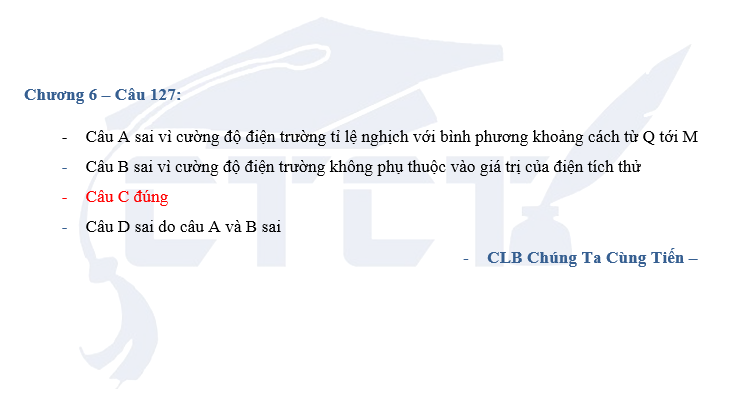 Chương 6 – Câu 127:
- Câu A sai vì cường độ điện trường tỉ lệ nghịch với bình phương khoảng cách từ Q tới M
- Câu B sai vì cường độ điện trường không phụ thuộc vào giá trị của điện tích thử
- Câu C đúng
- Câu D sai do câu A và B sai
- CLB Chúng Ta Cùng Tiến –
CTCT